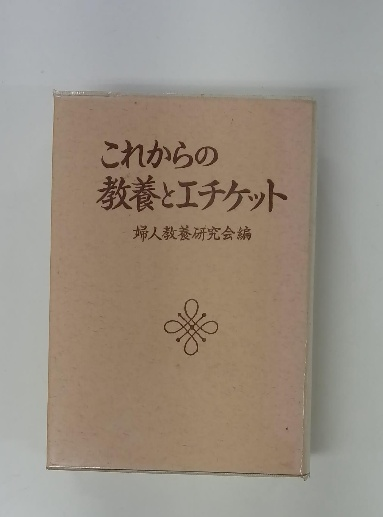 これからの
教養とエチケット
婦人教養研究会編